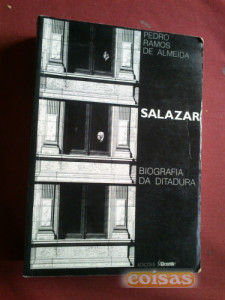 PEDRO
RAMOS
DE ALMEIDA
SALAZAR
BIOGRAFIA
DA DITADURA
coisas